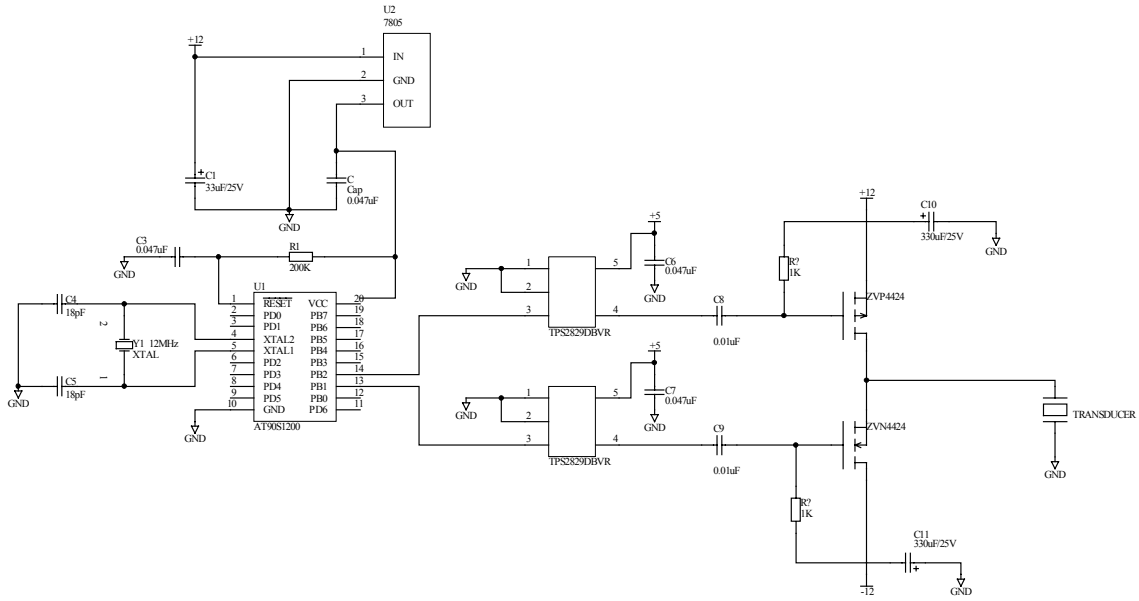 U2
7805
+12
1 IN
2 GND
3 OUT
C1
33uF/25V
C
Cap
0.047uF
GND
C3
0.047uF
GND
R1
200K
U1
1 RESET VCC 20
2 PD0 PB7 19
3 PD1 PB6 18
4 XTAL2 PB5 17
5 XTAL1 PB4 16
6 PD2 PB3 15
7 PD3 PB2 14
8 PD4 PB1 13
9 PD5 PB0 12
10 GND PD6 11
AT90S1200
GND
C4
18pF
2
Y1 12MHz
XTAL
1
C5
18pF
GND
+5
C6
0.047uF
GND
GND
1
2
3
5
4
TPS2829DBVR
C8
0.01uF
+5
C7
0.047uF
GND
GND
1
2
3
5
4
TPS2829DBVR
C9
0.01uF
+12
C10
330uF/25V
GND
R?
1K
ZVP4424
ZVN4424
TRANSDUCER
GND
R?
1K
C11
330uF/25V
GND
-12